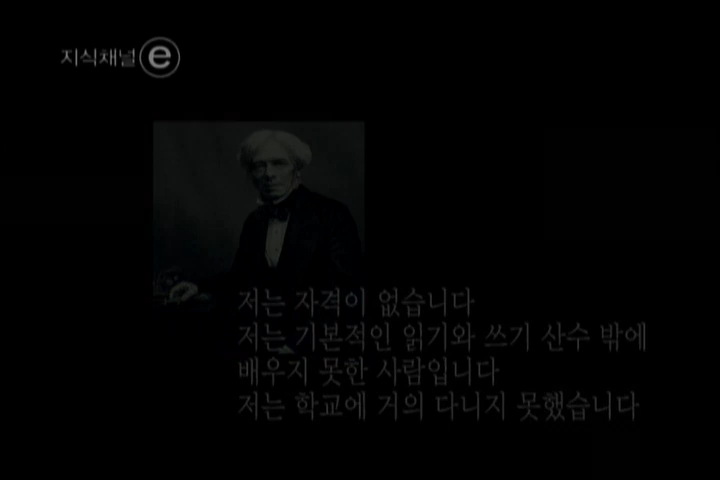 지식채널 e
저는 자격이 없습니다
저는 기본적인 읽기와 쓰기 산수 밖에
배우지 못한 사람입니다
저는 학교에 거의 다니지 못했습니다